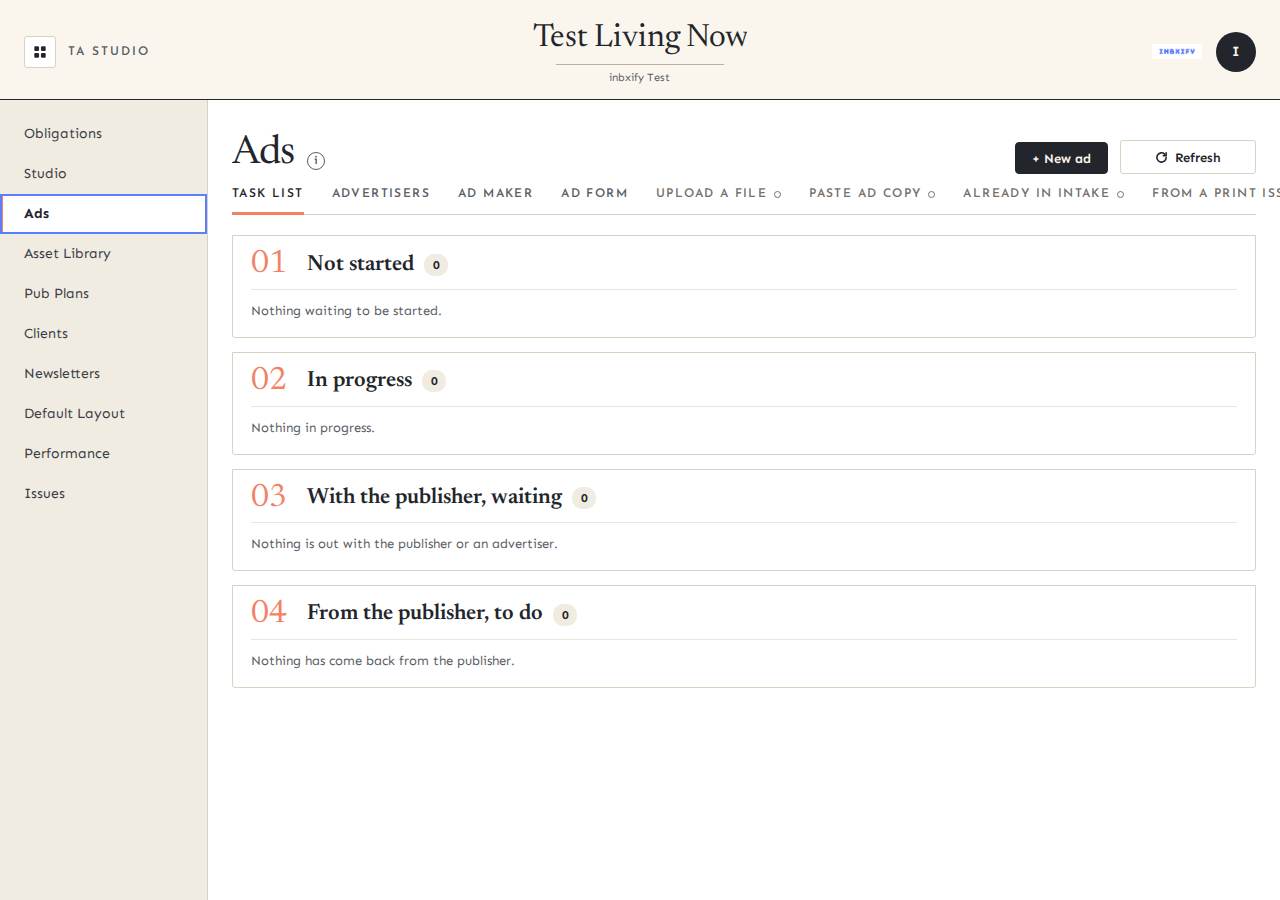 TA STUDIO
Test Living Now
inbxify Test
INBXIFY
I
Obligations
Studio
Ads
Asset Library
Pub Plans
Clients
Newsletters
Default Layout
Performance
Issues
Ads
i
+ New ad
Refresh
TASK LIST ADVERTISERS AD MAKER AD FORM UPLOAD A FILE PASTE AD COPY ALREADY IN INTAKE FROM A PRINT ISS
01 Not started 0
Nothing waiting to be started.
02 In progress 0
Nothing in progress.
03 With the publisher, waiting 0
Nothing is out with the publisher or an advertiser.
04 From the publisher, to do 0
Nothing has come back from the publisher.